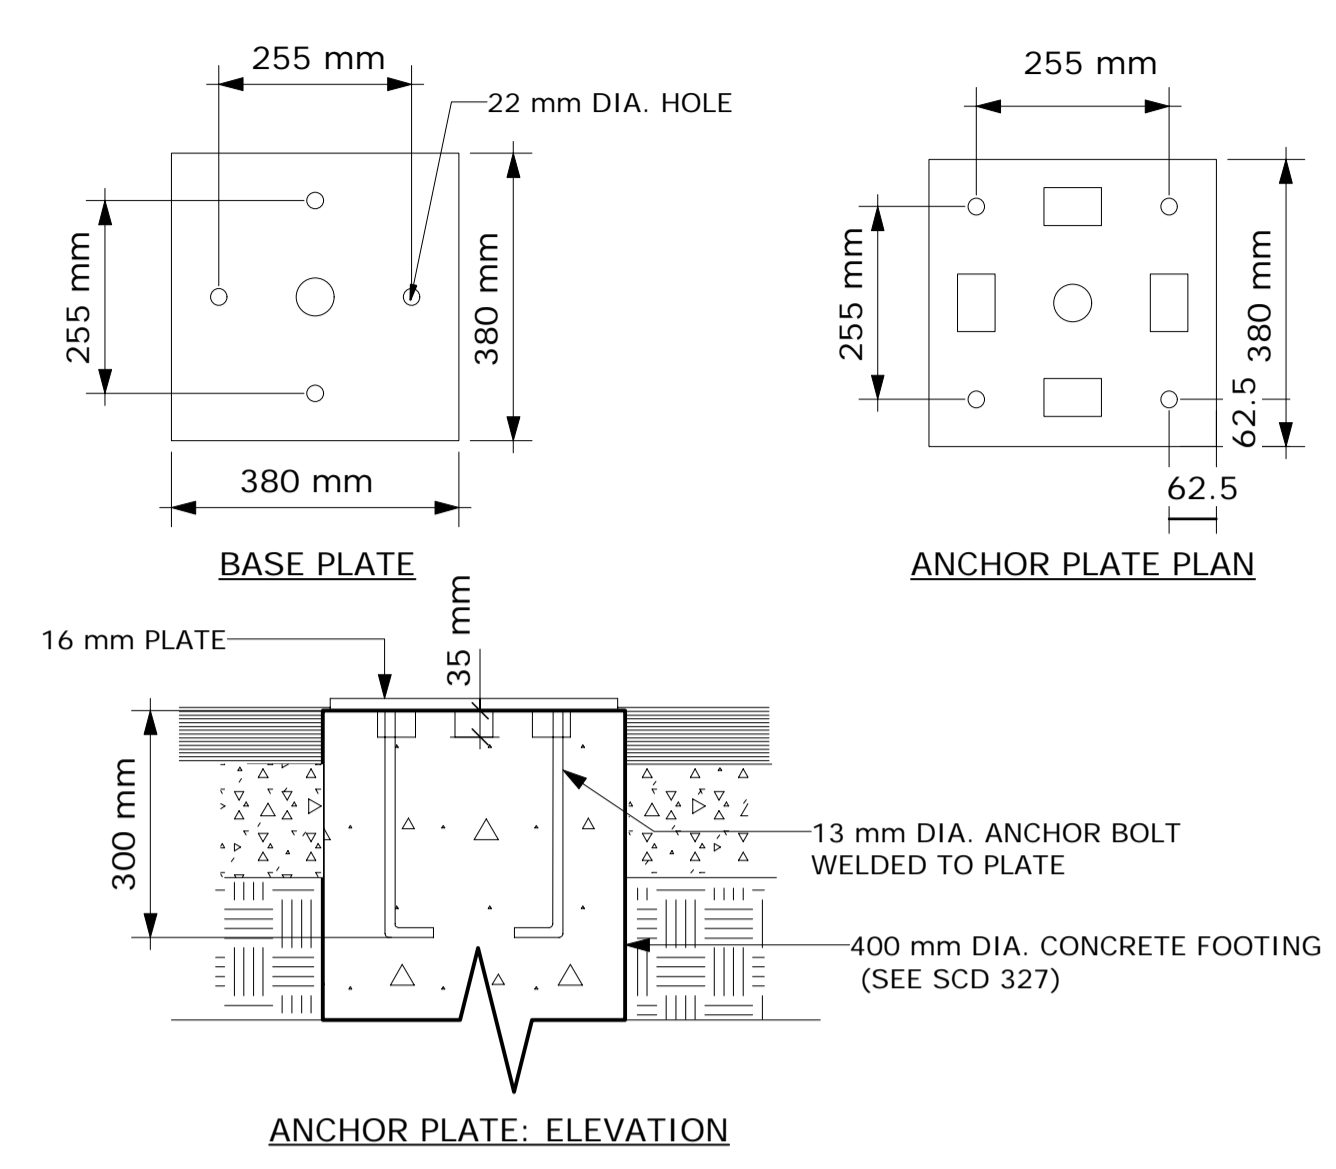 255 mm
22 mm DIA. HOLE
255 mm
380 mm
380 mm
BASE PLATE
255 mm
255 mm
380 mm
62.5
62.5
ANCHOR PLATE PLAN
16 mm PLATE
35 mm
300 mm
13 mm DIA. ANCHOR BOLT
WELDED TO PLATE
400 mm DIA. CONCRETE FOOTING
(SEE SCD 327)
ANCHOR PLATE: ELEVATION